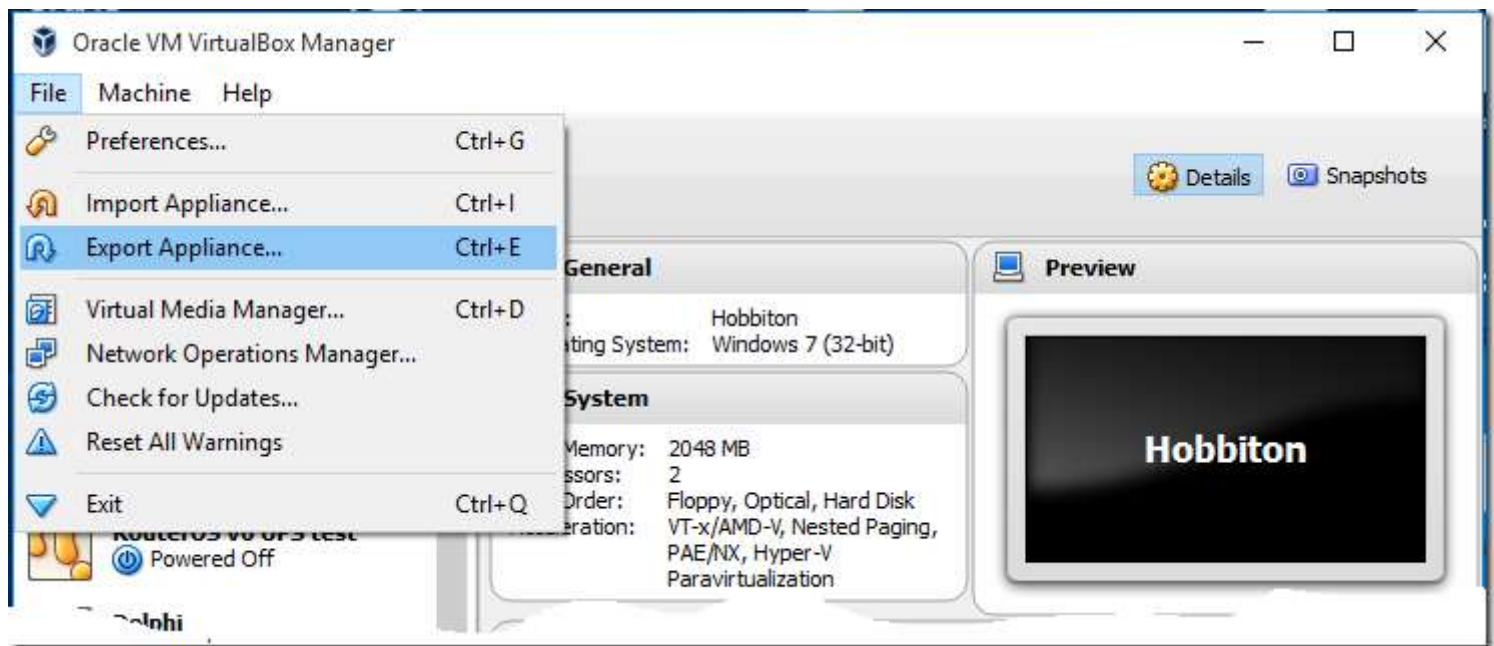 Oracle VM VirtualBox Manager
File Machine Help
Preferences... Ctrl+G
Import Appliance... Ctrl+I
Export Appliance... Ctrl+E
Virtual Media Manager... Ctrl+D
Network Operations Manager...
Check for Updates...
Reset All Warnings
Exit Ctrl+Q
Powered Off
Details Snapshots
General
Hobbiton
System: Windows 7 (32-bit)
System
Memory: 2048 MB
2
Order: Floppy, Optical, Hard Disk
VT-x/AMD-V, Nested Paging,
PAE/NX, Hyper-V
Paravirtualization
Preview
Hobbiton